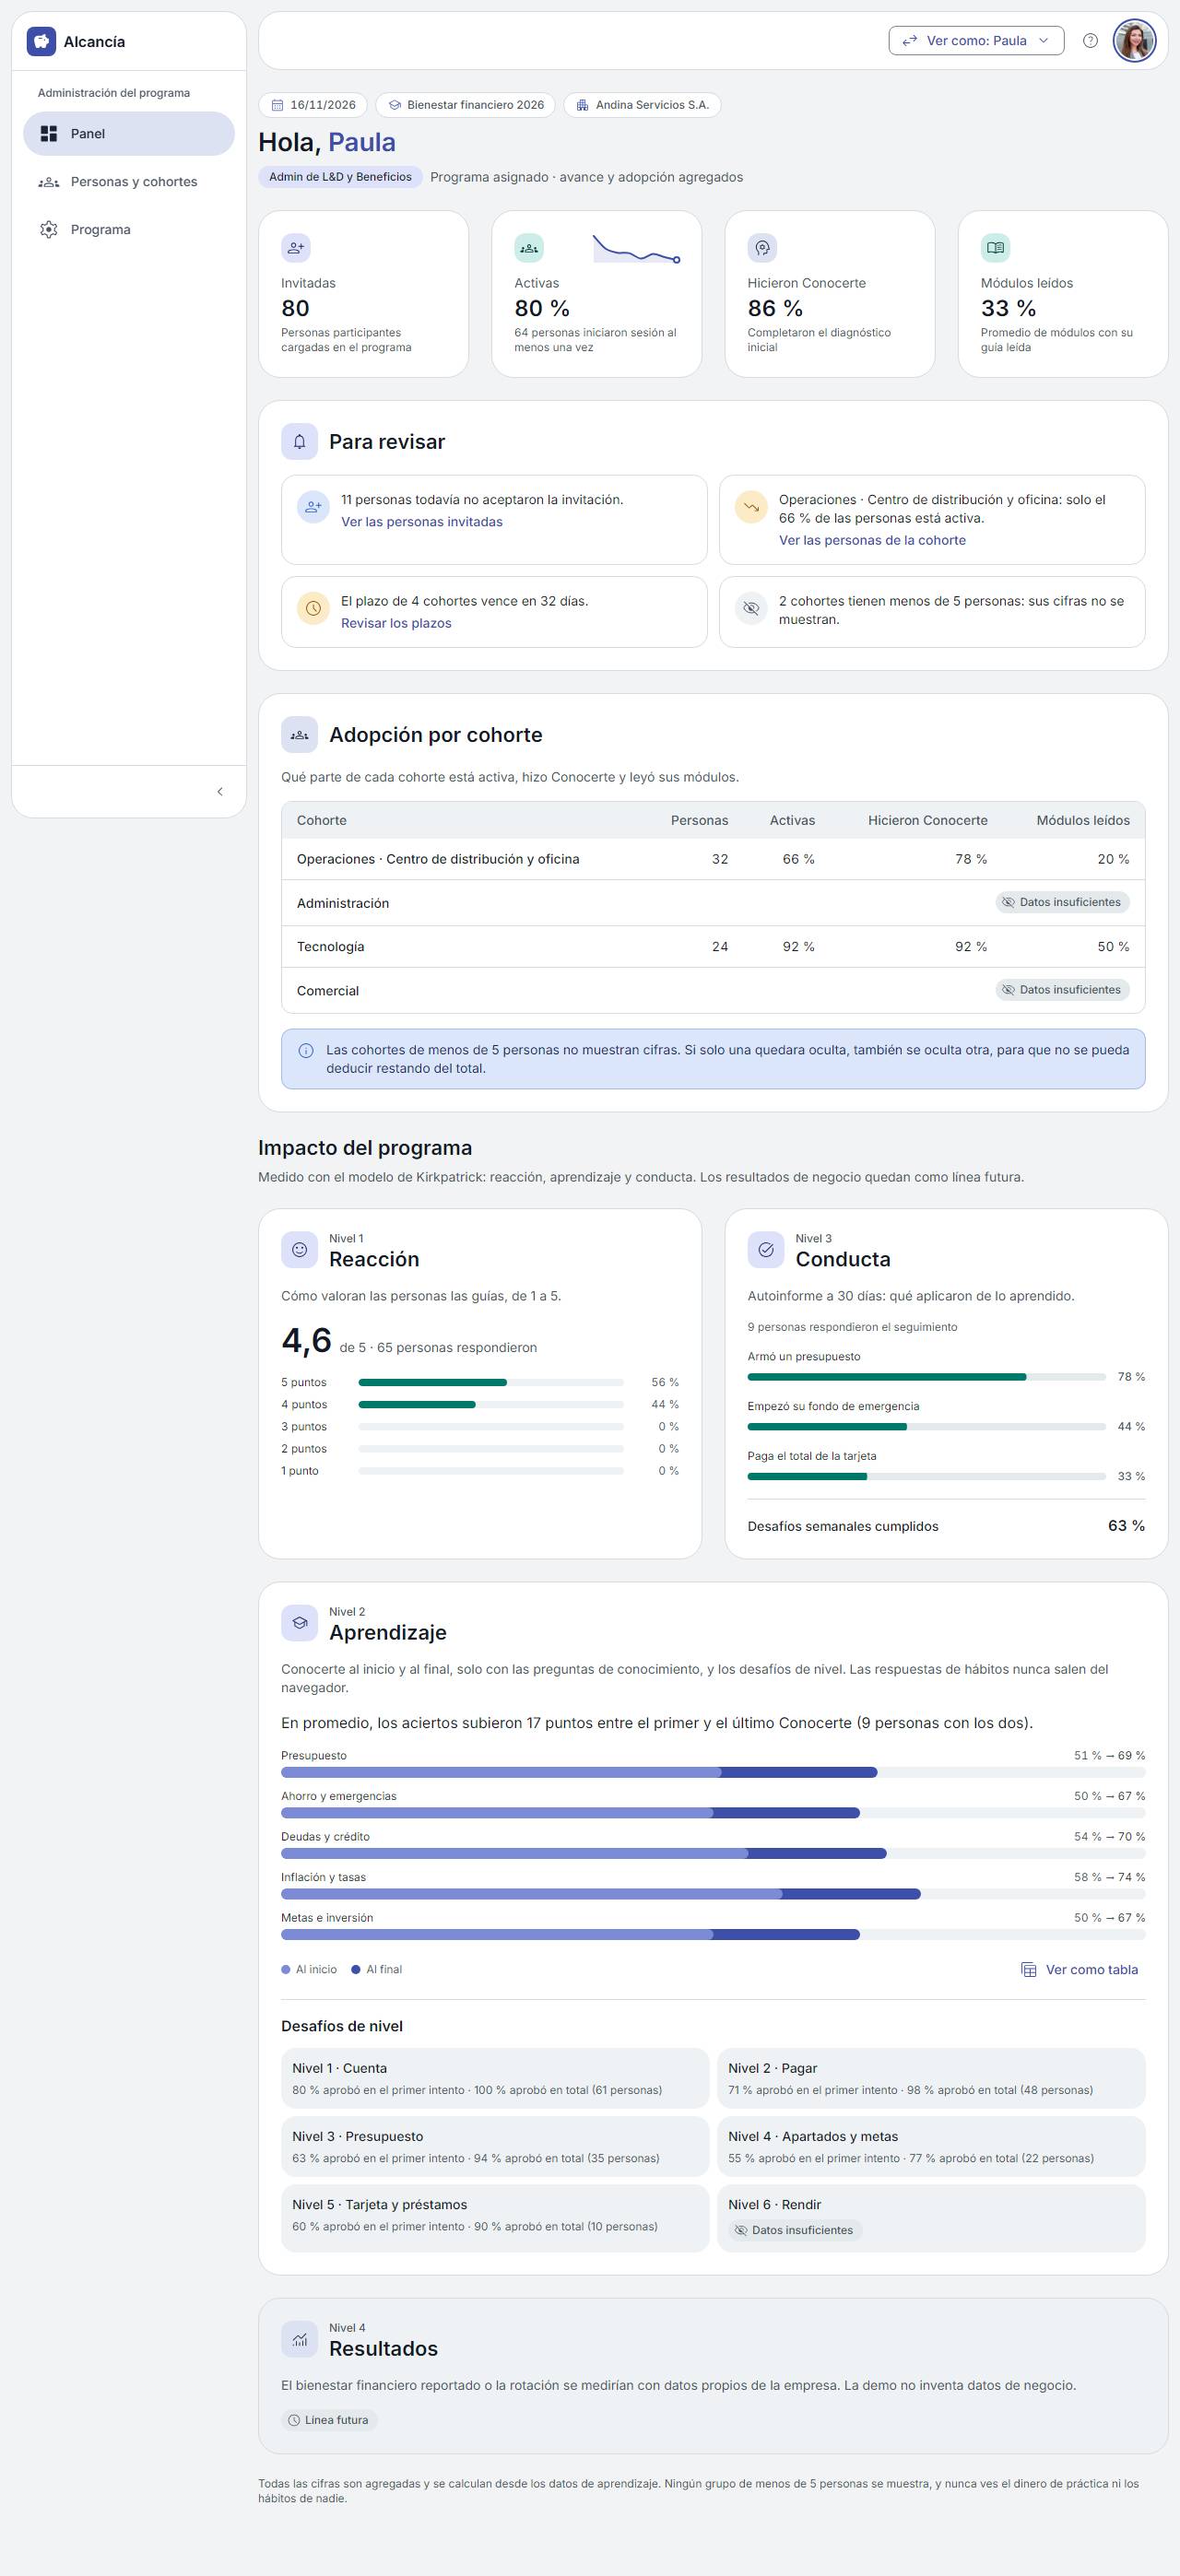 Alcancía
Ver como: Paula
Administración del programa
Panel
Personas y cohortes
Programa
16/11/2026
Bienestar financiero 2026
Andina Servicios S.A.
Hola, Paula
Admin de L&D y Beneficios
Programa asignado · avance y adopción agregados
Invitadas
80
Personas participantes
cargadas en el programa
Activas
80 %
64 personas iniciaron sesión al
menos una vez
Hicieron Conocerte
86 %
Completaron el diagnóstico
inicial
Módulos leídos
33 %
Promedio de módulos con su
guía leída
Para revisar
11 personas todavía no aceptaron la invitación.
Ver las personas invitadas
Operaciones · Centro de distribución y oficina: solo el
66 % de las personas está activa.
Ver las personas de la cohorte
El plazo de 4 cohortes vence en 32 días.
Revisar los plazos
2 cohortes tienen menos de 5 personas: sus cifras no se
muestran.
Adopción por cohorte
Qué parte de cada cohorte está activa, hizo Conocerte y leyó sus módulos.
Cohorte Personas Activas Hicieron Conocerte Módulos leídos
Operaciones · Centro de distribución y oficina 32 66 % 78 % 20 %
Administración Datos insuficientes
Tecnología 24 92 % 92 % 50 %
Comercial Datos insuficientes
Las cohortes de menos de 5 personas no muestran cifras. Si solo una quedara oculta, también se oculta otra, para que no se pueda
deducir restando del total.
Impacto del programa
Medido con el modelo de Kirkpatrick: reacción, aprendizaje y conducta. Los resultados de negocio quedan como línea futura.
Nivel 1
Reacción
Cómo valoran las personas las guías, de 1 a 5.
4,6 de 5 · 65 personas respondieron
5 puntos 56 %
4 puntos 44 %
3 puntos 0 %
2 puntos 0 %
1 punto 0 %
Nivel 3
Conducta
Autoinforme a 30 días: qué aplicaron de lo aprendido.
9 personas respondieron el seguimiento
Armó un presupuesto
78 %
Empezó su fondo de emergencia
44 %
Paga el total de la tarjeta
33 %
Desafíos semanales cumplidos 63 %
Nivel 2
Aprendizaje
Conocerte al inicio y al final, solo con las preguntas de conocimiento, y los desafíos de nivel. Las respuestas de hábitos nunca salen del
navegador.
En promedio, los aciertos subieron 17 puntos entre el primer y el último Conocerte (9 personas con los dos).
Presupuesto 51 % → 69 %
Ahorro y emergencias 50 % → 67 %
Deudas y crédito 54 % → 70 %
Inflación y tasas 58 % → 74 %
Metas e inversión 50 % → 67 %
Al inicio Al final
Ver como tabla
Desafíos de nivel
Nivel 1 · Cuenta
80 % aprobó en el primer intento · 100 % aprobó en total (61 personas)
Nivel 2 · Pagar
71 % aprobó en el primer intento · 98 % aprobó en total (48 personas)
Nivel 3 · Presupuesto
63 % aprobó en el primer intento · 94 % aprobó en total (35 personas)
Nivel 4 · Apartados y metas
55 % aprobó en el primer intento · 77 % aprobó en total (22 personas)
Nivel 5 · Tarjeta y préstamos
60 % aprobó en el primer intento · 90 % aprobó en total (10 personas)
Nivel 6 · Rendir
Datos insuficientes
Nivel 4
Resultados
El bienestar financiero reportado o la rotación se medirían con datos propios de la empresa. La demo no inventa datos de negocio.
Línea futura
Todas las cifras son agregadas y se calculan desde los datos de aprendizaje. Ningún grupo de menos de 5 personas se muestra, y nunca ves el dinero de práctica ni los
hábitos de nadie.